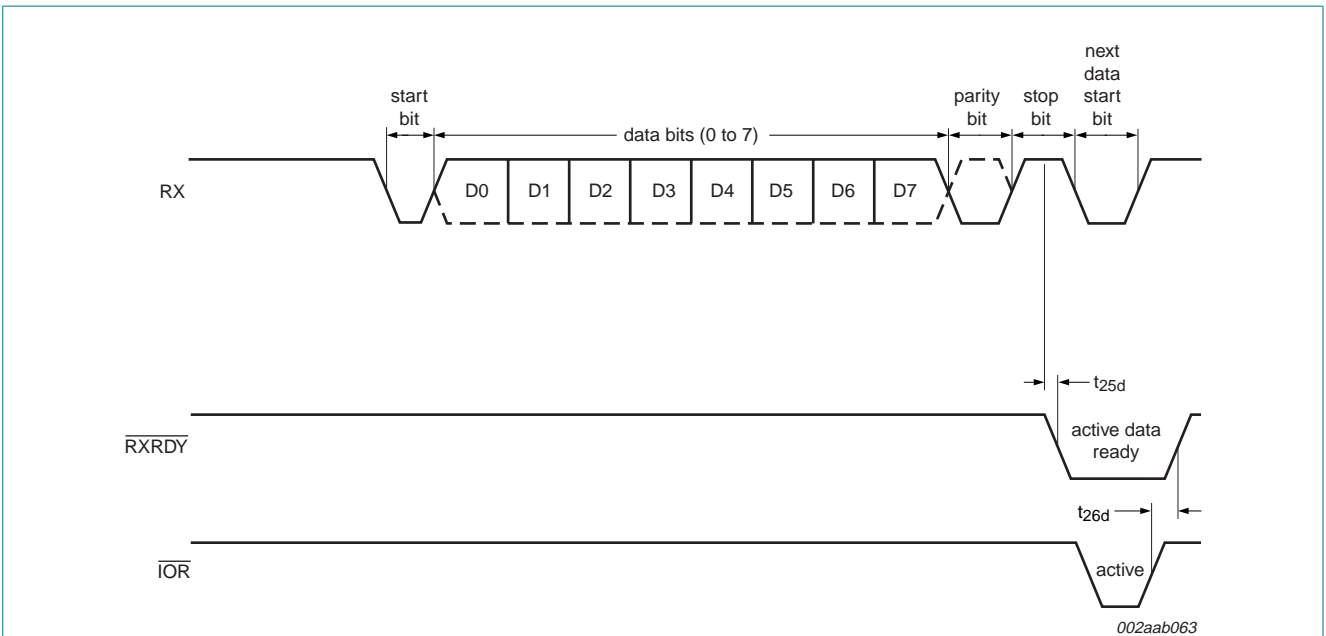 start
bit
data bits (0 to 7)
parity
bit
stop
bit
next
data
start
bit
RX
D0 D1 D2 D3 D4 D5 D6 D7
t25d
RXRDY
active data
ready
t26d
IOR
active
002aab063